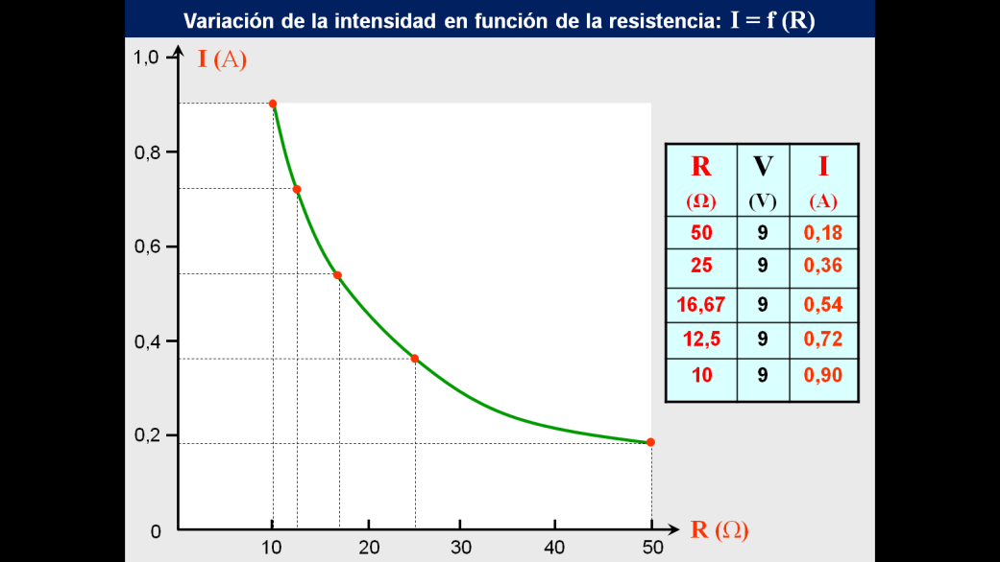 Variación de la intensidad en función de la resistencia: I = f (R)
I (A)
1,0
0,8
0,6
0,4
0,2
0
10 20 30 40 50
R (Ω)
R V I
(Ω) (V) (A)
50 9 0,18
25 9 0,36
16,67 9 0,54
12,5 9 0,72
10 9 0,90